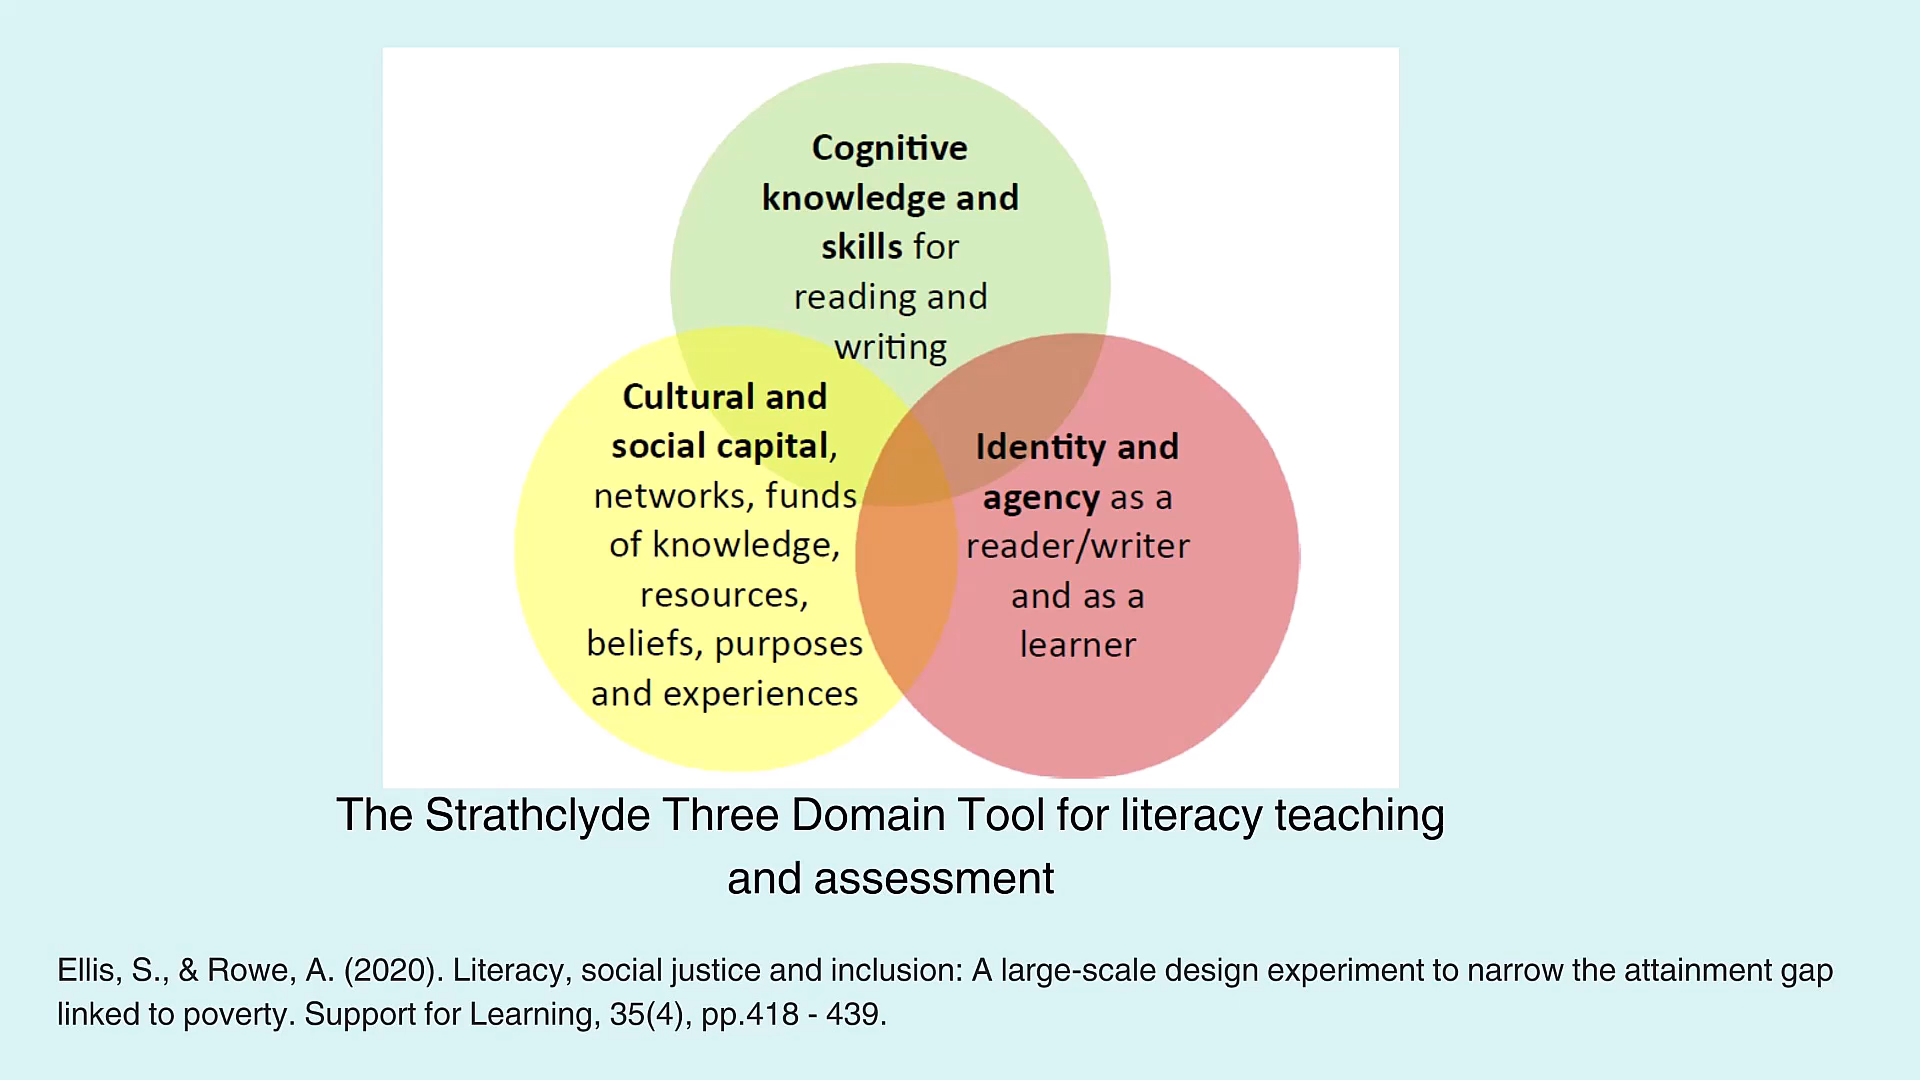 Cognitive
knowledge and
skills for
reading and
writing
Cultural and
social capital,
networks, funds
of knowledge,
resources,
beliefs, purposes
and experiences
Identity and
agency as a
reader/writer
and as a
learner
The Strathclyde Three Domain Tool for literacy teaching
and assessment
Ellis, S., & Rowe, A. (2020). Literacy, social justice and inclusion: A large-scale design experiment to narrow the attainment gap
linked to poverty. Support for Learning, 35(4), pp.418 - 439.